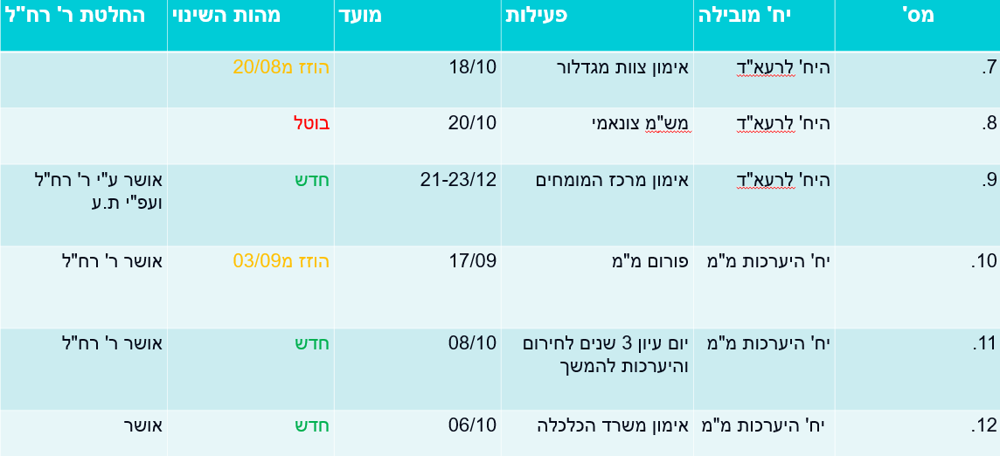 מס' יח' מובילה פעילות מועד מהות השינוי החלטת ר' רח"ל
7. היח' לרעא"ד אימון צוות מגדלור 18/10 הוזז מ20/08
8. היח' לרעא"ד מש"מ צונאמי 20/10 בוטל
9. היח' לרעא"ד אימון מרכז המומחים 21-23/12 חדש אושר ע"י ר' רח"ל
ועפ"י ת.ע
10. יח' היערכות מ"מ פורום מ"מ 17/09 הוזז מ03/09 אושר ר' רח"ל
11. יח' היערכות מ"מ יום עיון 3 שנים לחירום 08/10 חדש אושר ר' רח"ל
והיערכות להמשך
12. יח' היערכות מ"מ אימון משרד הכלכלה 06/10 חדש אושר